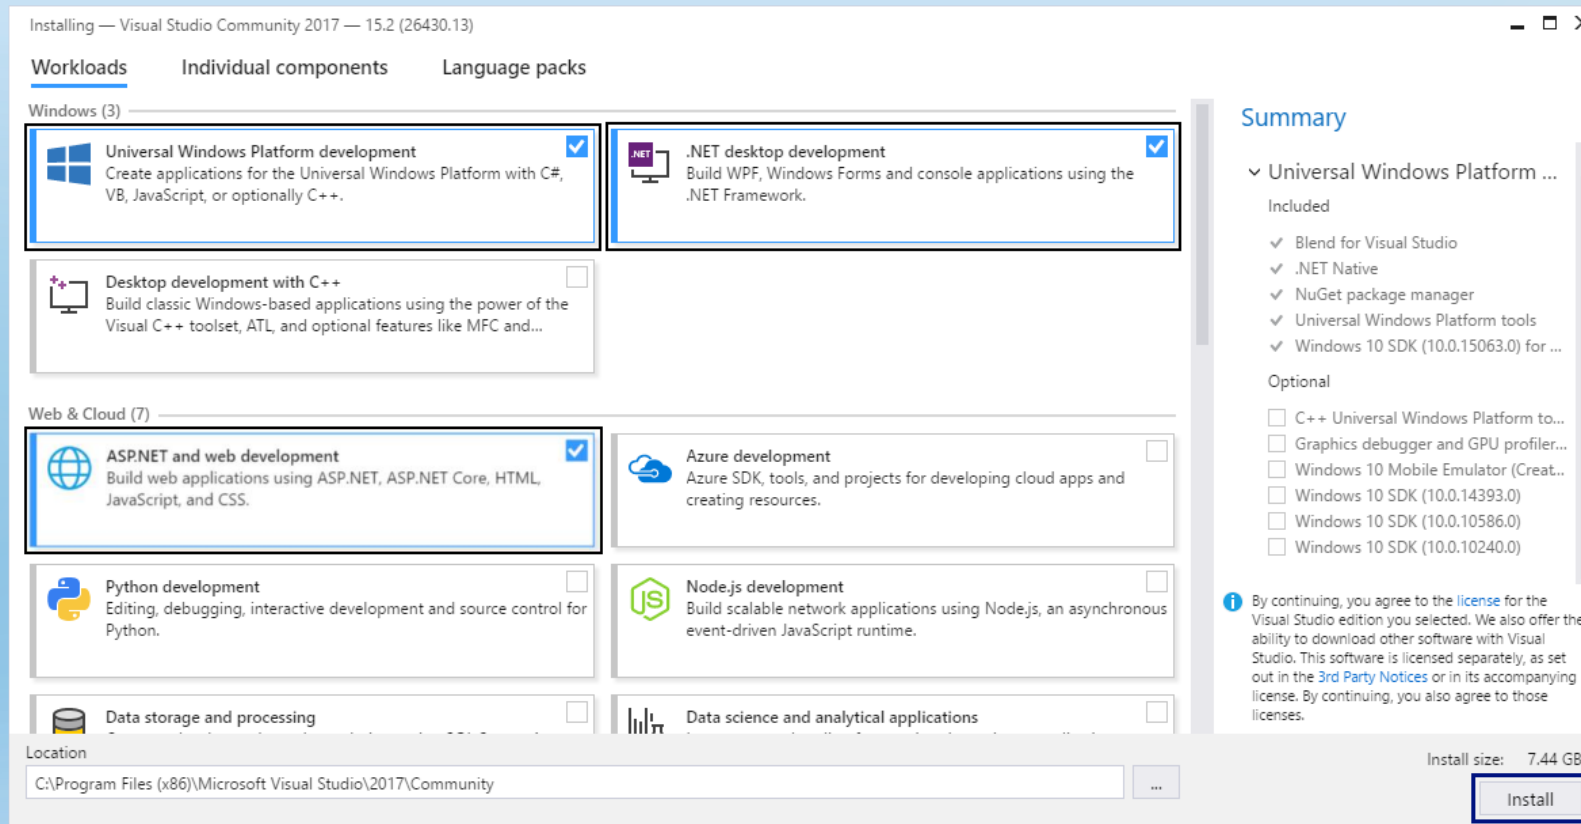 Installing — Visual Studio Community 2017 — 15.2 (26430.13)
Workloads
Individual components
Language packs
Windows (3)
Universal Windows Platform development
Create applications for the Universal Windows Platform with C#,
VB, JavaScript, or optionally C++.
.NET
.NET desktop development
Build WPF, Windows Forms and console applications using the
.NET Framework.
Desktop development with C++
Build classic Windows-based applications using the power of the
Visual C++ toolset, ATL, and optional features like MFC and...
Web & Cloud (7)
ASP.NET and web development
Build web applications using ASP.NET, ASP.NET Core, HTML,
JavaScript, and CSS.
Azure development
Azure SDK, tools, and projects for developing cloud apps and
creating resources.
Python development
Editing, debugging, interactive development and source control for
Python.
JS
Node.js development
Build scalable network applications using Node.js, an asynchronous
event-driven JavaScript runtime.
Data storage and processing
Data science and analytical applications
Location
C:\Program Files (x86)\Microsoft Visual Studio\2017\Community
...
Summary
Universal Windows Platform ...
Included
Blend for Visual Studio
.NET Native
NuGet package manager
Universal Windows Platform tools
Windows 10 SDK (10.0.15063.0) for ...
Optional
C++ Universal Windows Platform to...
Graphics debugger and GPU profiler...
Windows 10 Mobile Emulator (Creat...
Windows 10 SDK (10.0.14393.0)
Windows 10 SDK (10.0.10586.0)
Windows 10 SDK (10.0.10240.0)
By continuing, you agree to the license for the
Visual Studio edition you selected. We also offer the
ability to download other software with Visual
Studio. This software is licensed separately, as set
out in the 3rd Party Notices or in its accompanying
license. By continuing, you also agree to those
licenses.
Install size: 7.44 GB
Install